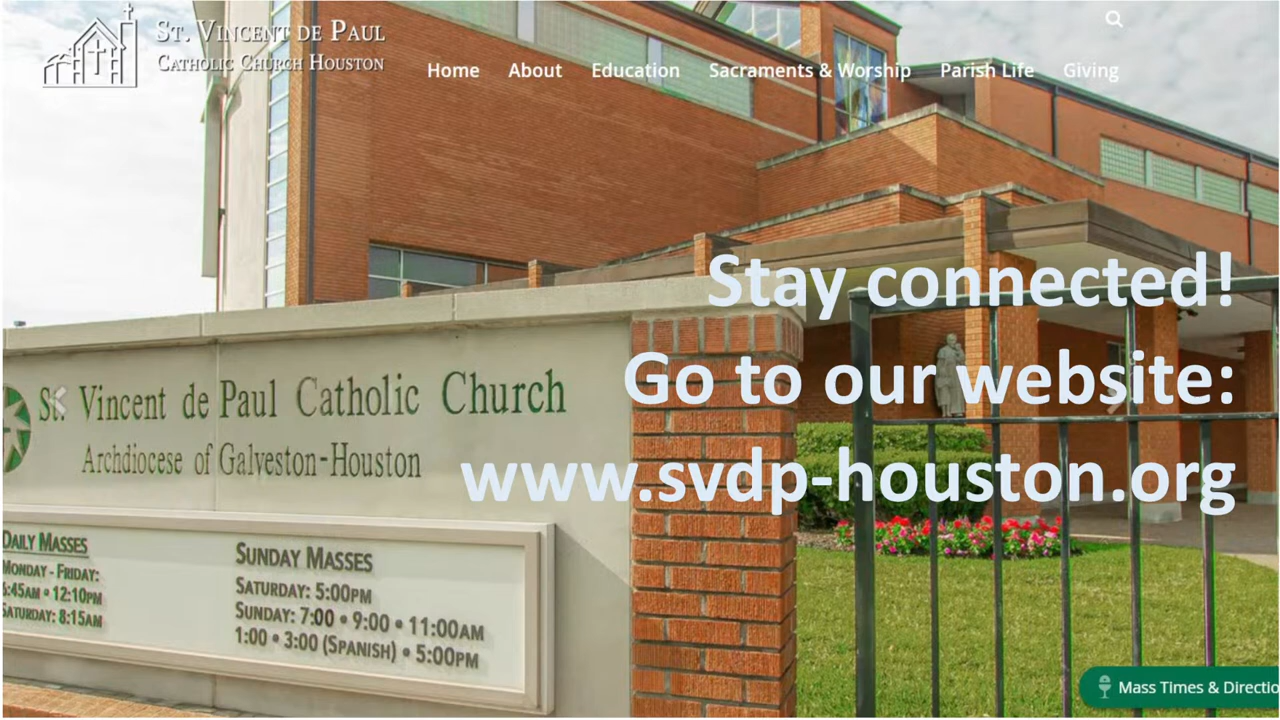 St. Vincent de Paul
Catholic Church Houston
Home About Education Sacraments & Worship Parish Life Giving
Stay connected!
Go to our website:
www.svdp-houston.org
St. Vincent de Paul Catholic Church
Archdiocese of Galveston-Houston
DAILY MASSES
MONDAY - FRIDAY:
6:45AM • 12:10PM
SATURDAY: 8:15AM
SUNDAY MASSES
SATURDAY: 5:00PM
SUNDAY: 7:00 • 9:00 • 11:00AM
1:00 • 3:00 (SPANISH) • 5:00PM
Mass Times & Directio